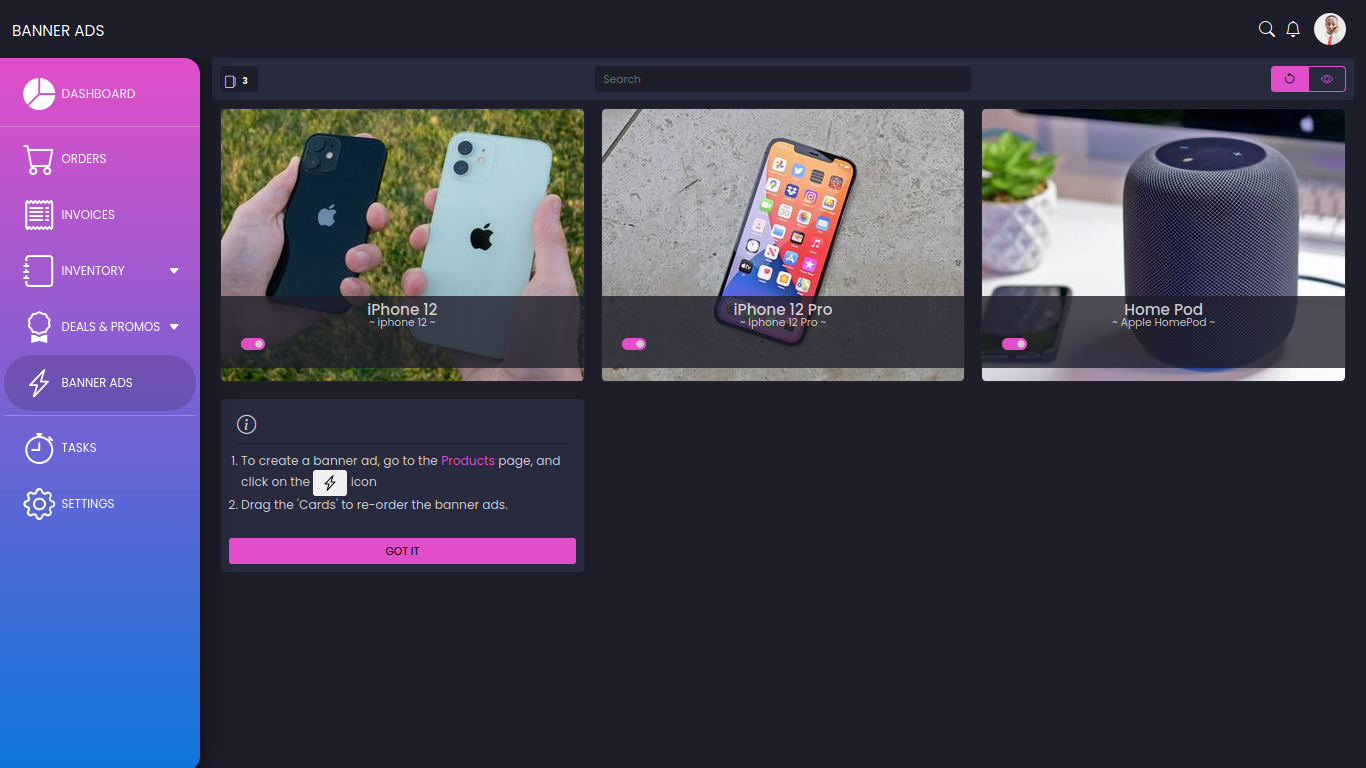 BANNER ADS
DASHBOARD
ORDERS
INVOICES
INVENTORY
DEALS & PROMOS
BANNER ADS
TASKS
SETTINGS
3
Search
iPhone 12
~ iphone 12 ~
iPhone 12 Pro
~ Iphone 12 Pro ~
Home Pod
~ Apple HomePod ~
1. To create a banner ad, go to the Products page, and
click on the icon
2. Drag the 'Cards' to re-order the banner ads.
GOT IT